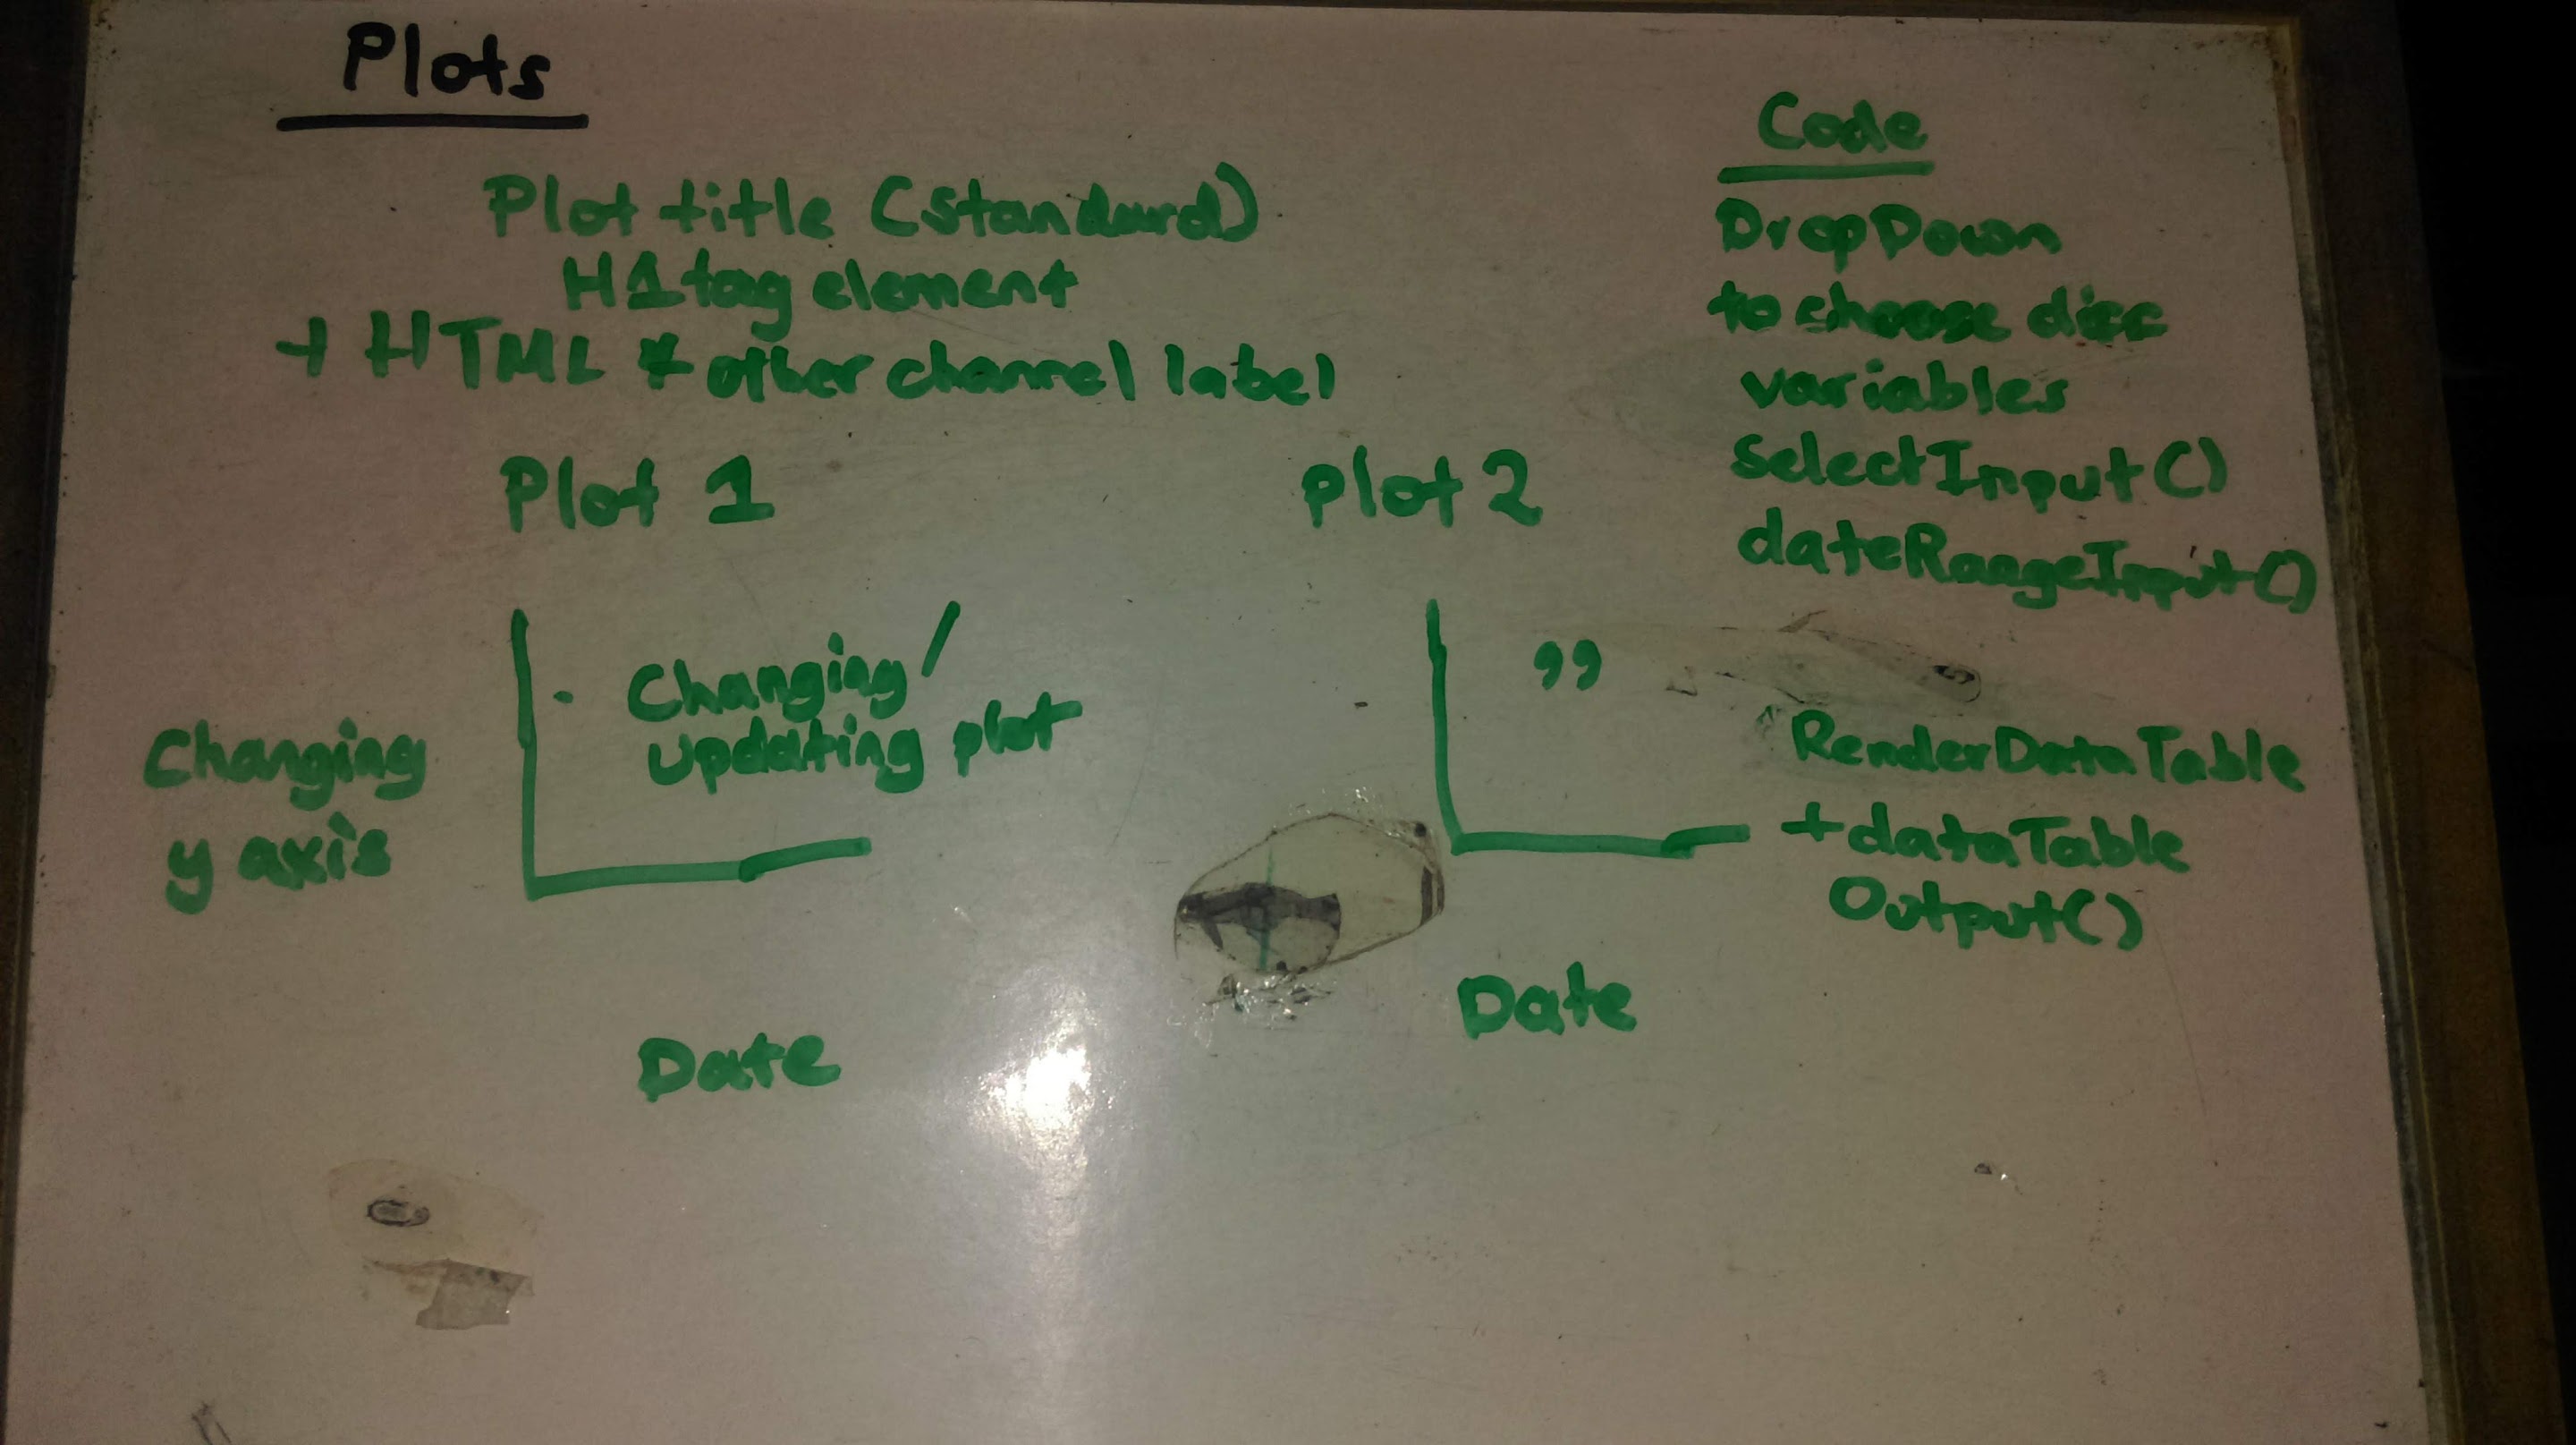 Plots
Plot title (standard)
H1 tag element
+ HTML * other channel label
Plot 1
Changing/
updating plot
Changing
y axis
Date
Plot 2
,,
Date
Code
DropDown
to choose
variables
selectInput()
dateRangeInput()
RenderDataTable
+ dataTable
Output()